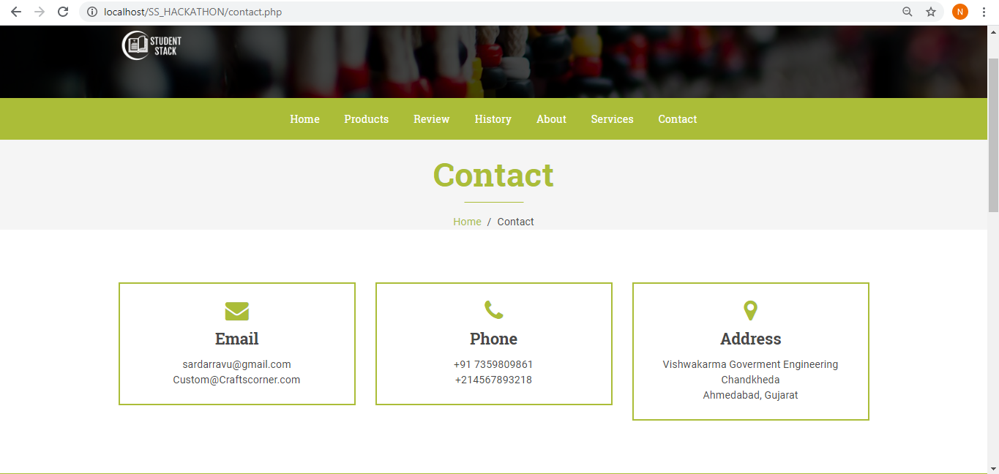 localhost/SS_HACKATHON/contact.php
N
STUDENT
STACK
Home Products Review History About Services Contact
Contact
Home / Contact
Email
sardarravu@gmail.com
Custom@Craftscorner.com
Phone
+91 7359809861
+214567893218
Address
Vishwakarma Goverment Engineering
Chandkheda
Ahmedabad, Gujarat